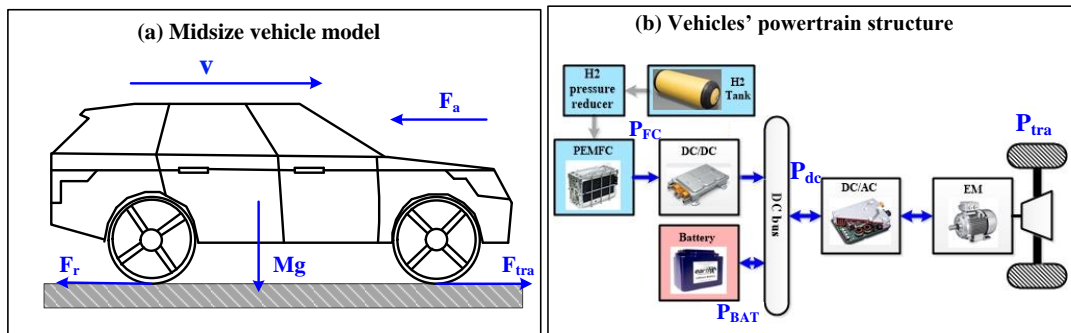 (a) Midsize vehicle model
v
Fa
Fr
Mg
Ftra
(b) Vehicles' powertrain structure
H2
pressure
reducer
H2
Tank
PFC
PEMFC
DC/DC
DC bus
Pdc
DC/AC
EM
Ptra
Battery
PBAT